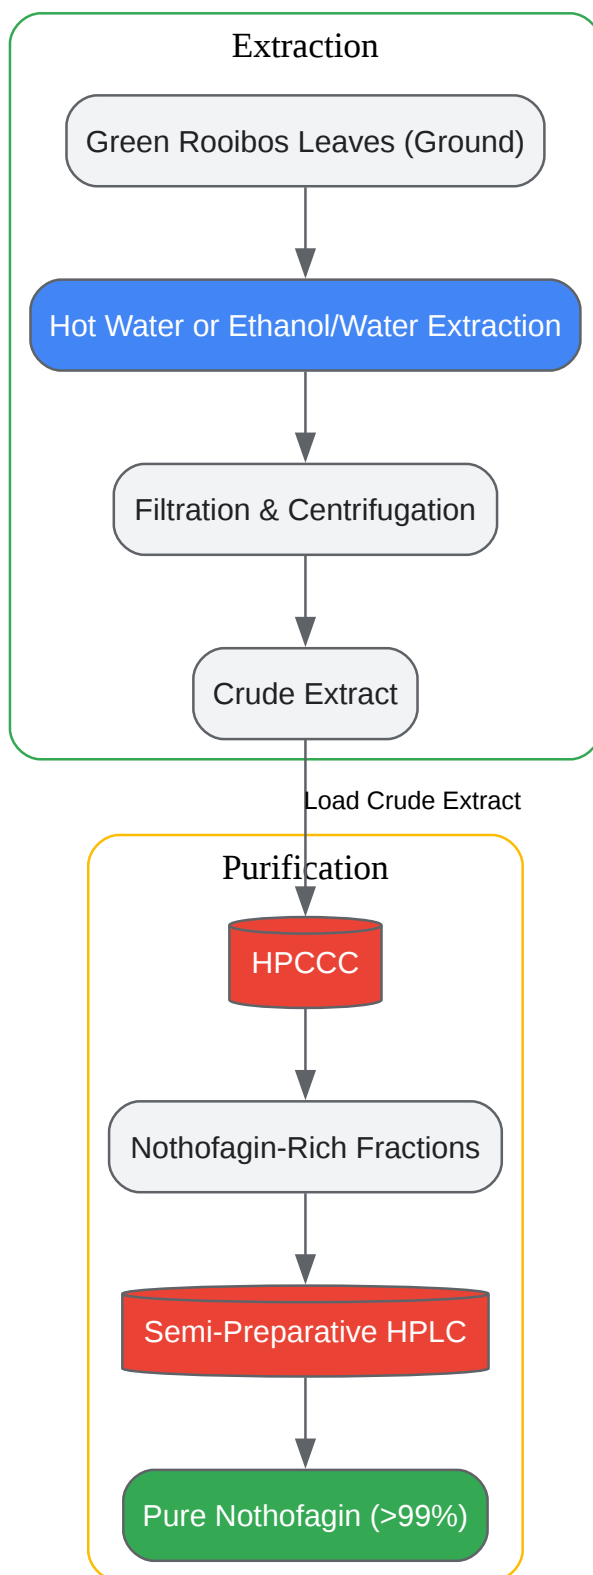 Extraction
Green Rooibos Leaves (Ground)
Hot Water or Ethanol/Water Extraction
Filtration & Centrifugation
Crude Extract
Load Crude Extract
Purification
HPCCC
Nothofagin-Rich Fractions
Semi-Preparative HPLC
Pure Nothofagin (>99%)